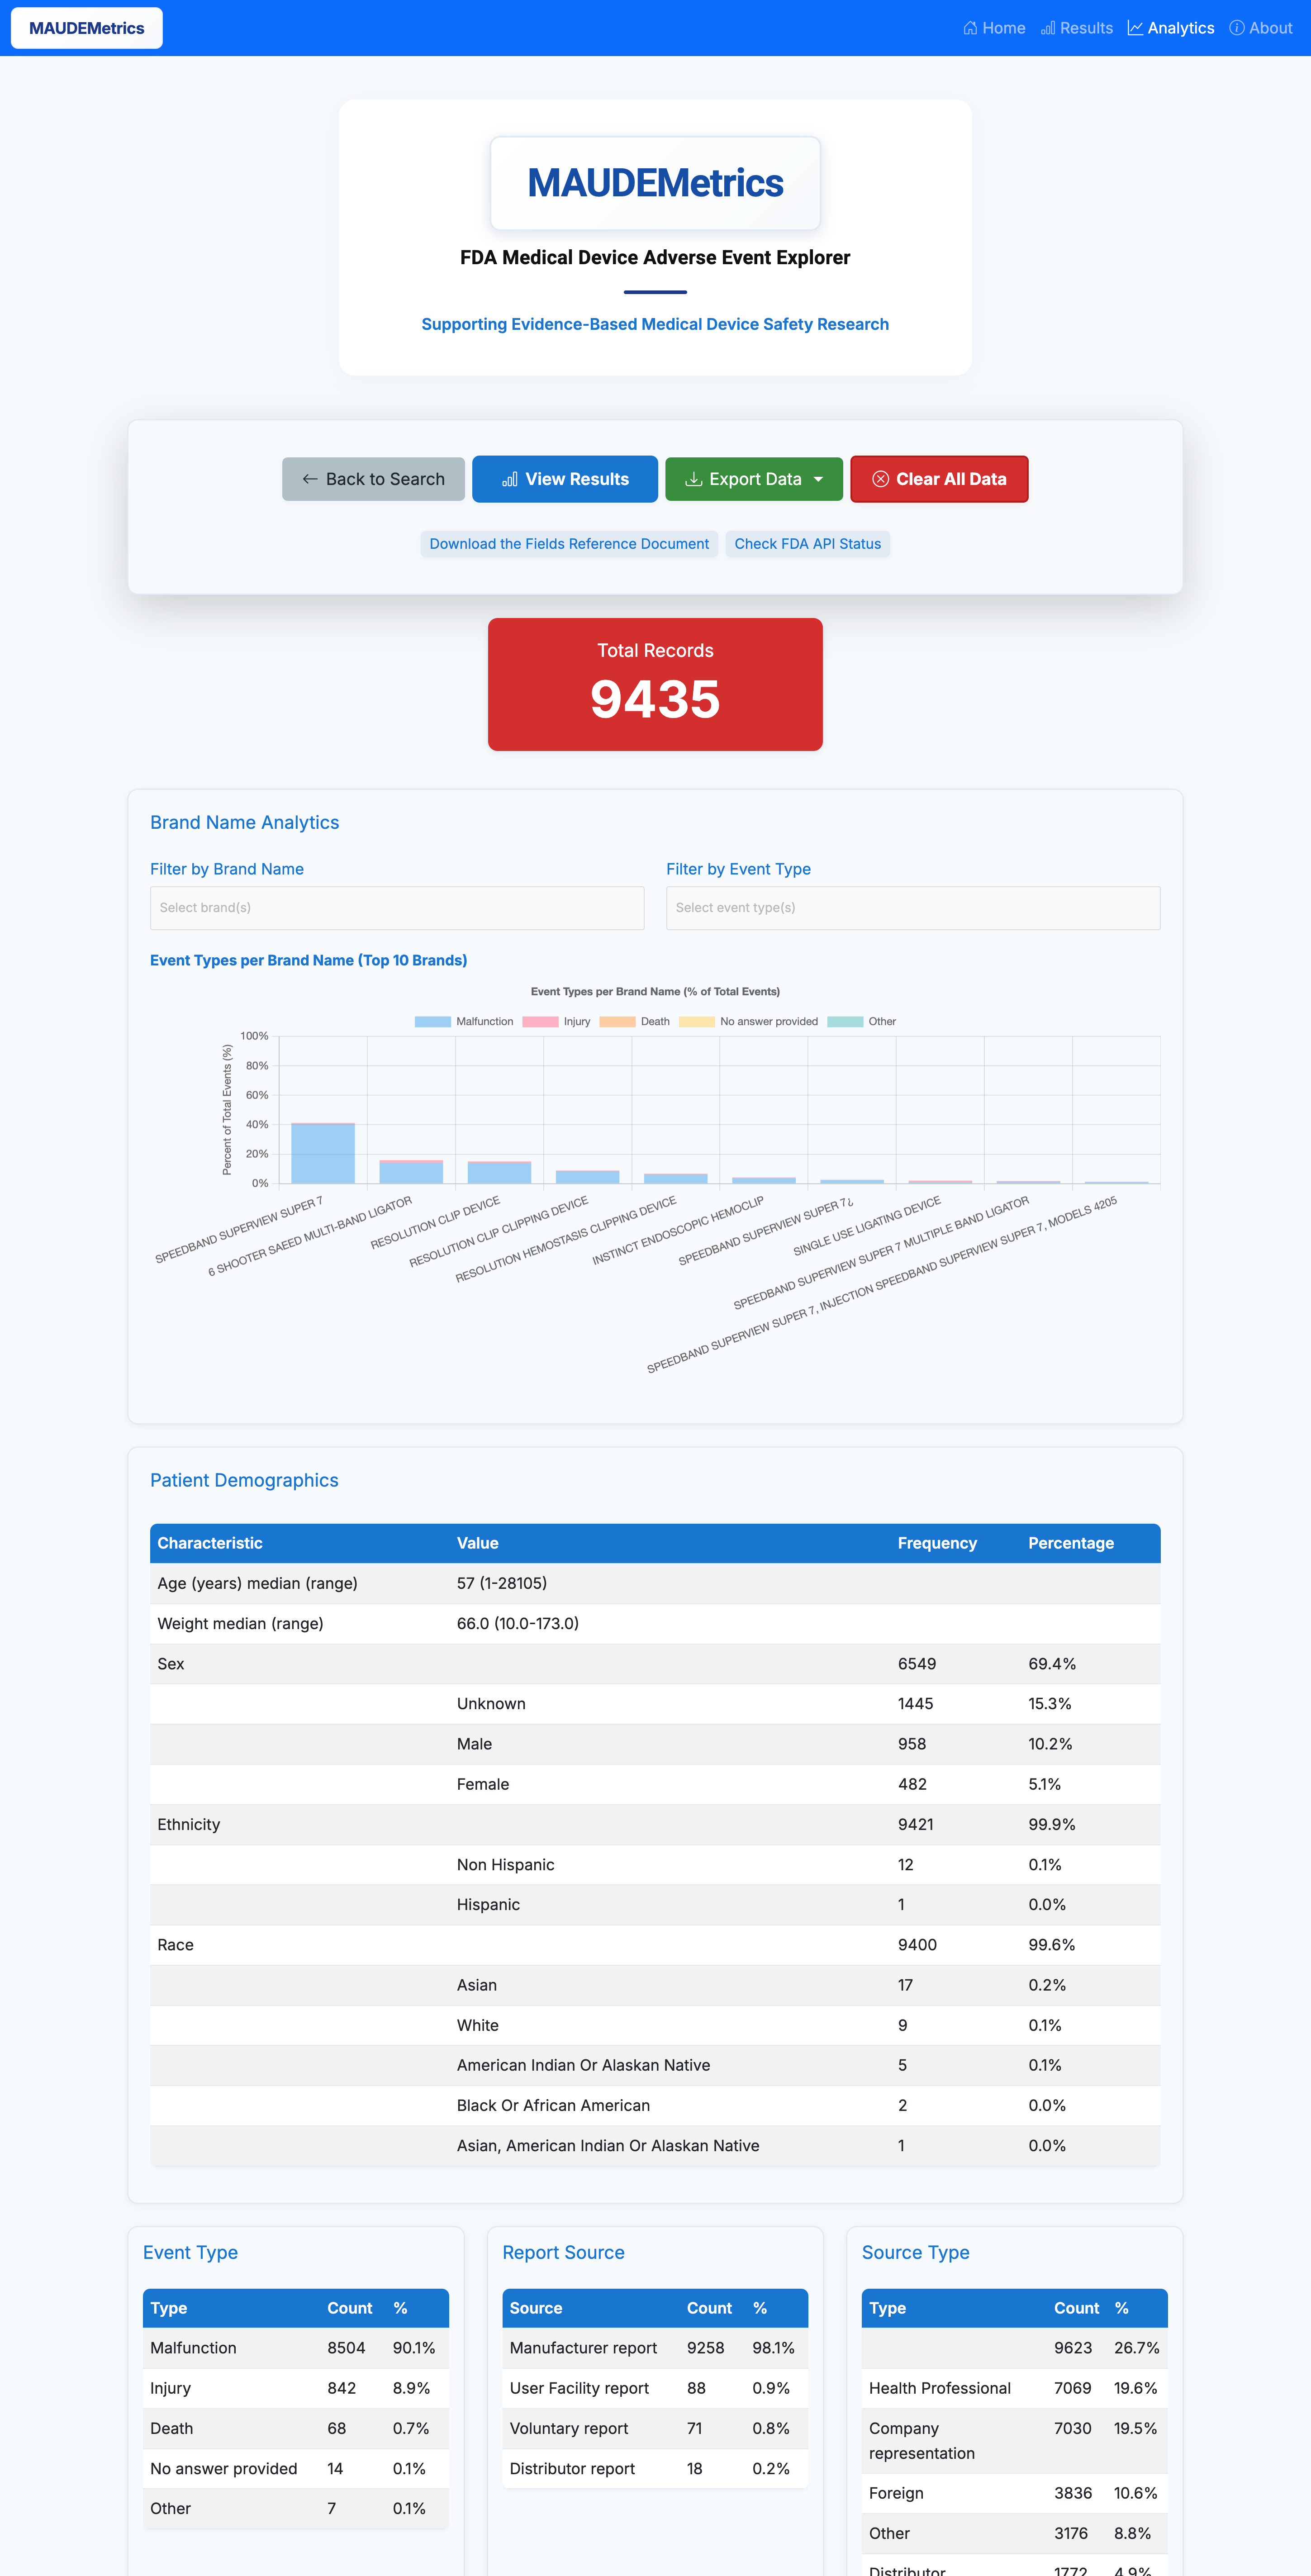 MAUDEMetrics
Home Results Analytics About
MAUDEMetrics
FDA Medical Device Adverse Event Explorer
Supporting Evidence-Based Medical Device Safety Research
Back to Search View Results Export Data Clear All Data
Download the Fields Reference Document Check FDA API Status
Total Records
9435
Brand Name Analytics
Filter by Brand Name Filter by Event Type
Select brand(s) Select event type(s)
Event Types per Brand Name (Top 10 Brands)
Event Types per Brand Name (% of Total Events)
Malfunction Injury Death No answer provided Other
Percent of Total Events (%)
100%
80%
60%
40%
20%
0%
SPEEDBAND SUPERVIEW SUPER 7
6 SHOOTER SAEED MULTI-BAND LIGATOR
RESOLUTION CLIP DEVICE
RESOLUTION CLIP CLIPPING DEVICE
RESOLUTION HEMOSTASIS CLIPPING DEVICE
INSTINCT ENDOSCOPIC HEMOCLIP
SPEEDBAND SUPERVIEW SUPER 7¿
SINGLE USE LIGATING DEVICE
SPEEDBAND SUPERVIEW SUPER 7 MULTIPLE BAND LIGATOR
SPEEDBAND SUPERVIEW SUPER 7, INJECTION SPEEDBAND SUPERVIEW SUPER 7, MODELS 4205
Patient Demographics
Characteristic Value Frequency Percentage
Age (years) median (range) 57 (1-28105)
Weight median (range) 66.0 (10.0-173.0)
Sex 6549 69.4%
Unknown 1445 15.3%
Male 958 10.2%
Female 482 5.1%
Ethnicity 9421 99.9%
Non Hispanic 12 0.1%
Hispanic 1 0.0%
Race 9400 99.6%
Asian 17 0.2%
White 9 0.1%
American Indian Or Alaskan Native 5 0.1%
Black Or African American 2 0.0%
Asian, American Indian Or Alaskan Native 1 0.0%
Event Type
Type Count %
Malfunction 8504 90.1%
Injury 842 8.9%
Death 68 0.7%
No answer provided 14 0.1%
Other 7 0.1%
Report Source
Source Count %
Manufacturer report 9258 98.1%
User Facility report 88 0.9%
Voluntary report 71 0.8%
Distributor report 18 0.2%
Source Type
Type Count %
9623 26.7%
Health Professional 7069 19.6%
Company 7030 19.5%
representation
Foreign 3836 10.6%
Other 3176 8.8%
Distributor 1772 4.9%